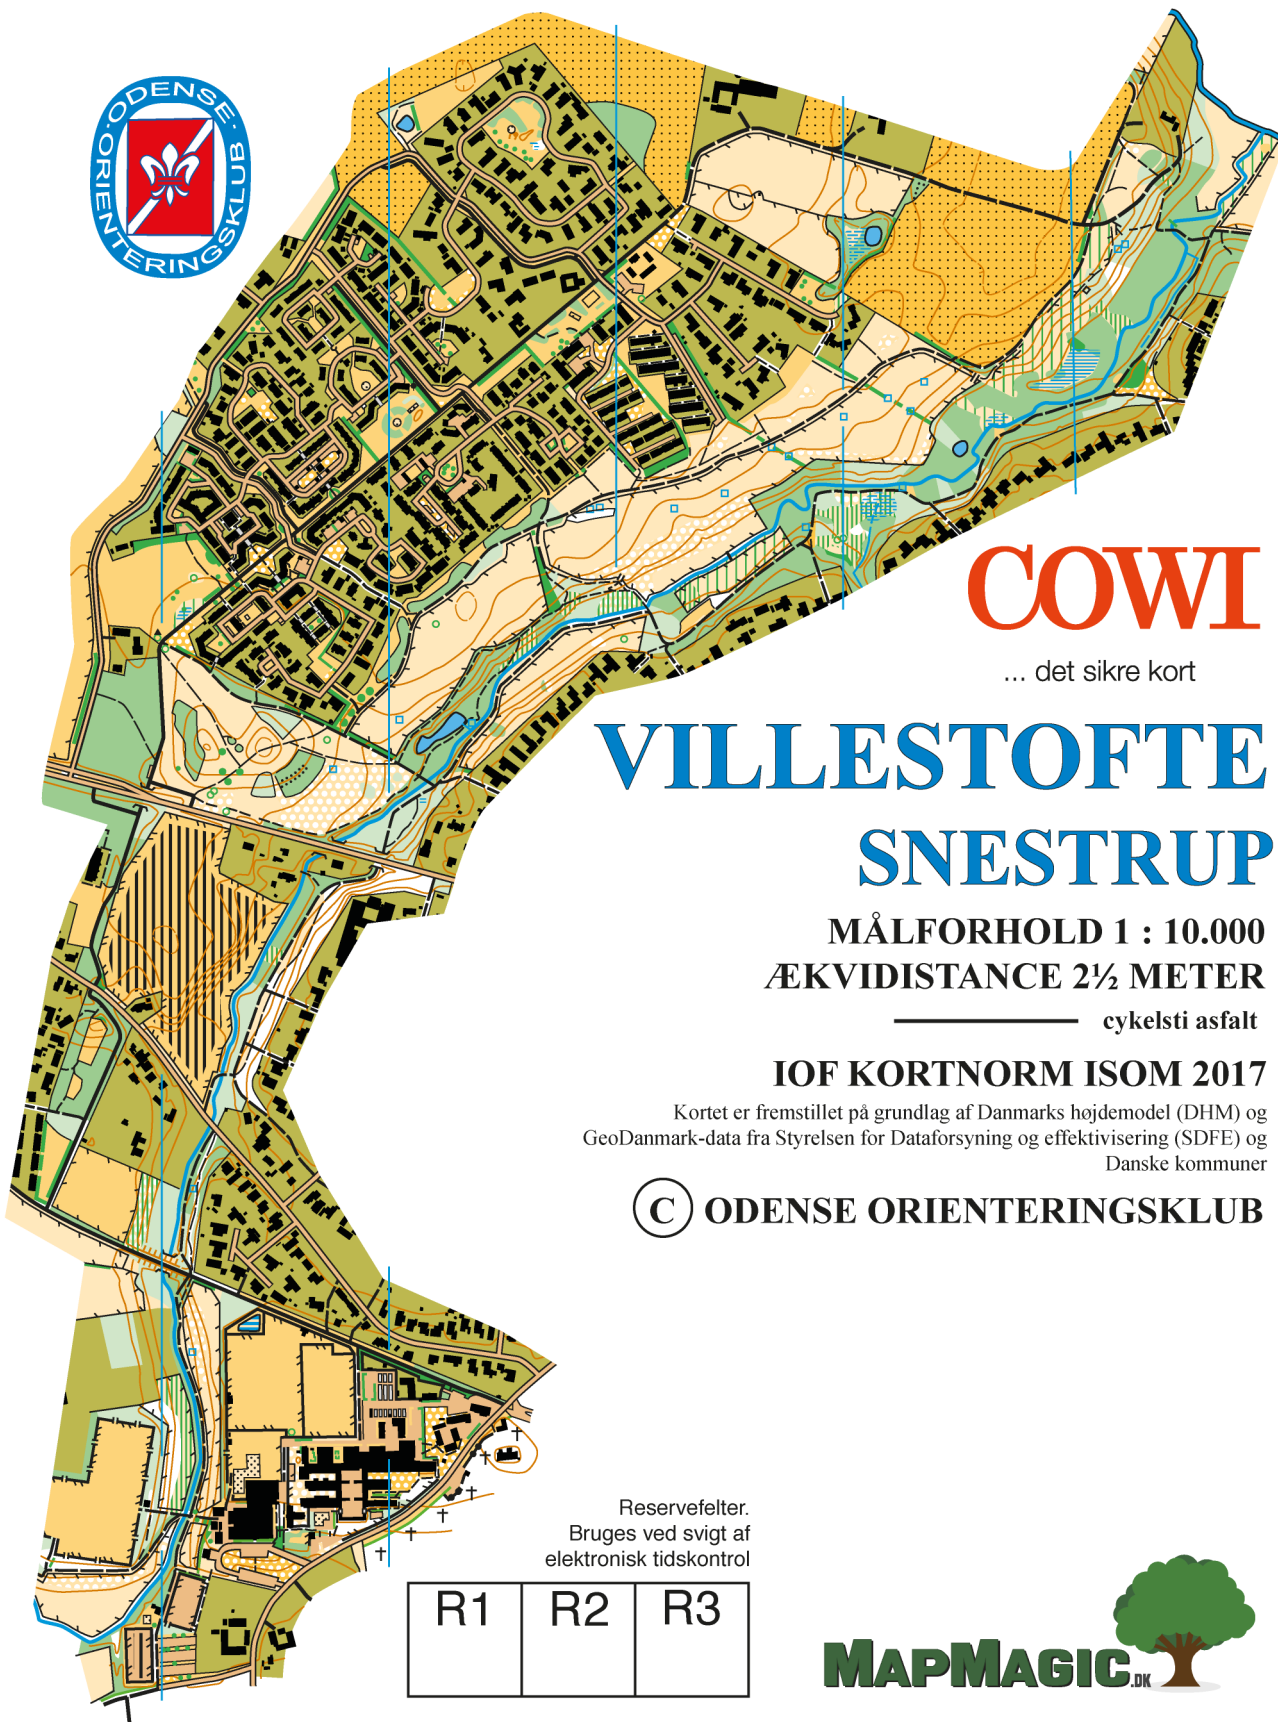 ODENSE
ORIENTERINGSKLUB
COWI
... det sikre kort
VILLESTOFTE
SNESTRUP
MÅLFORHOLD 1 : 10.000
ÆKVIDISTANCE 2½ METER
cykelsti asfalt
IOF KORTNORM ISOM 2017
Kortet er fremstillet på grundlag af Danmarks højdemodel (DHM) og
GeoDanmark-data fra Styrelsen for Dataforsyning og effektivisering (SDFE) og
Danske kommuner
© ODENSE ORIENTERINGSKLUB
Reservefelter.
Bruges ved svigt af
elektronisk tidskontrol
R1 R2 R3
MAPMAGIC.DK